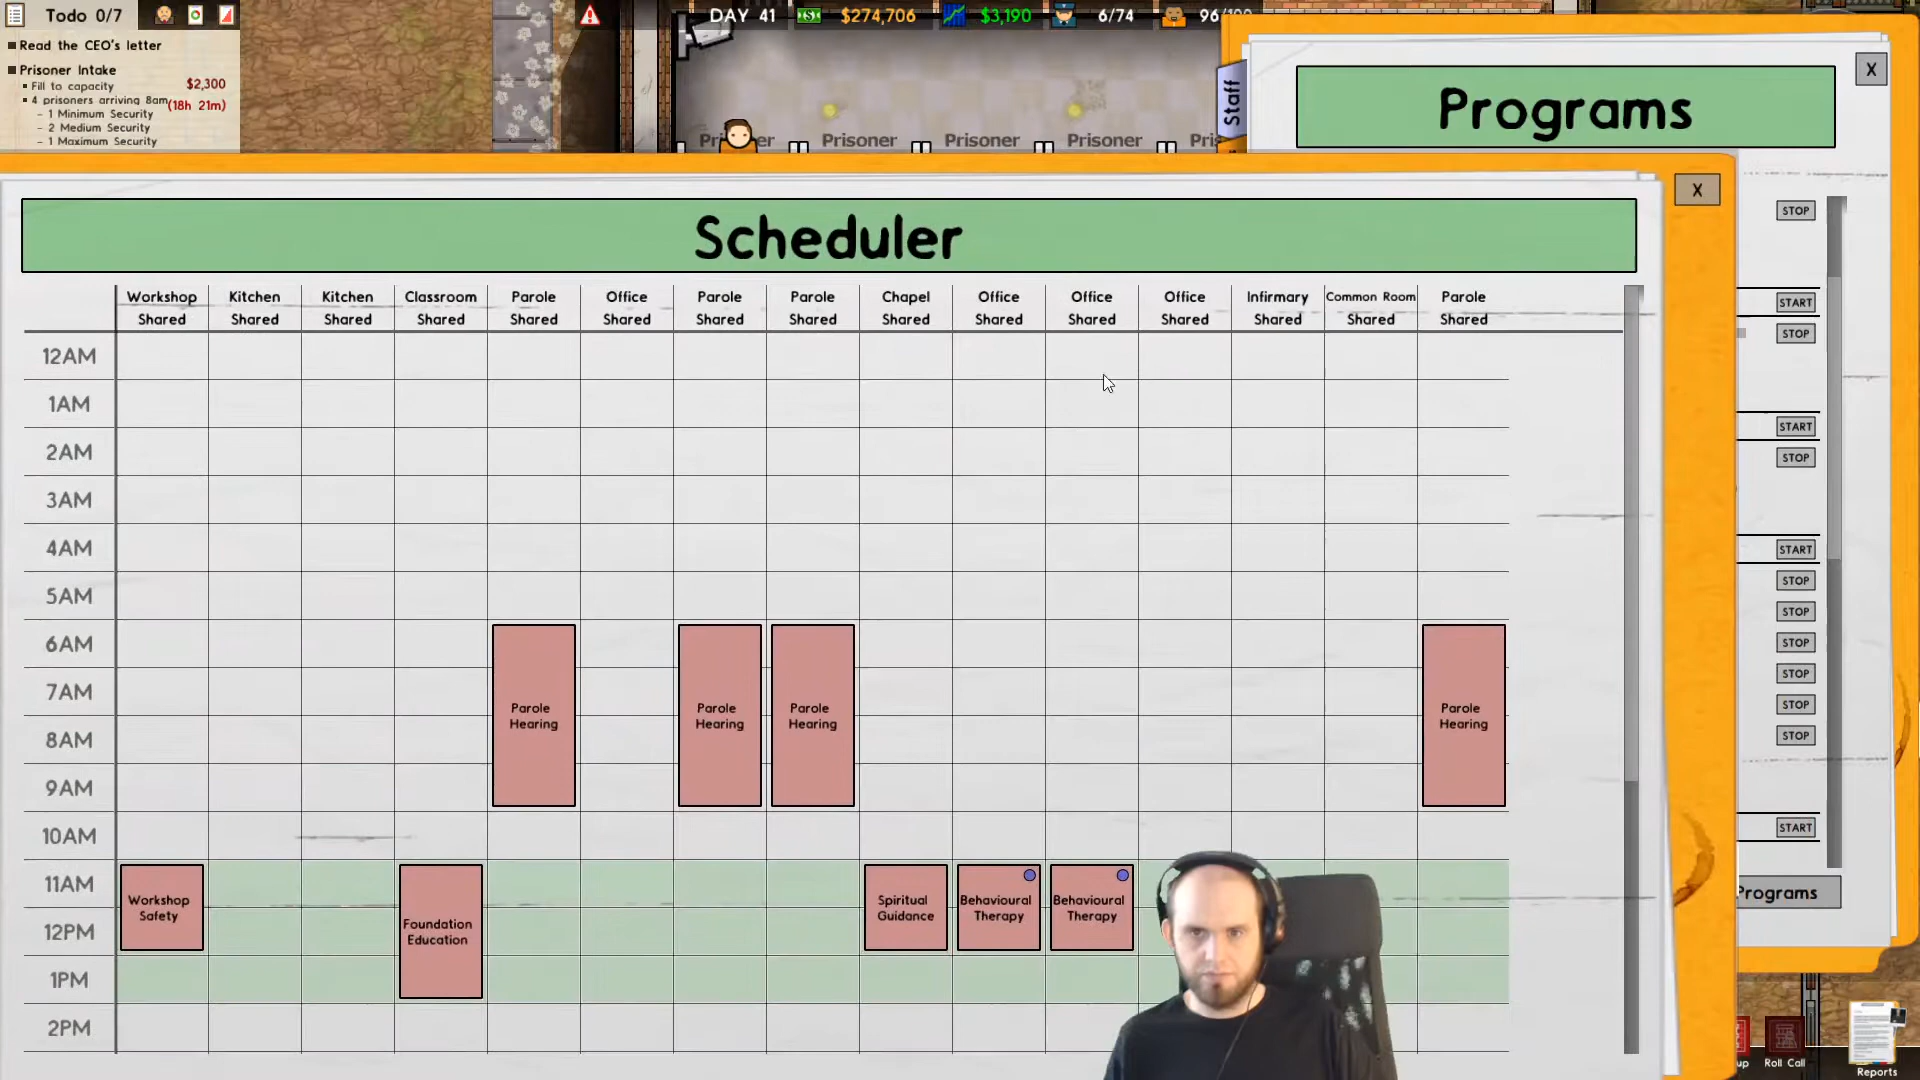 Todo 0/7
DAY 41
$274,706
$3,190
6/74
Read the CEO's letter
Prisoner Intake
Fill to capacity
$2,300
4 prisoners arriving 8am
(18h 21m)
- 1 Minimum Security
- 2 Medium Security
- 1 Maximum Security
Prisoner
Prisoner
Prisoner
Staff
X
Programs
X
Scheduler
Workshop Kitchen Kitchen Classroom Parole Office Parole Parole Chapel Office Office Office Infirmary Common Room Parole
Shared Shared Shared Shared Shared Shared Shared Shared Shared Shared Shared Shared Shared Shared Shared
12AM
1AM
2AM
3AM
4AM
5AM
6AM
7AM
8AM
9AM
10AM
11AM
12PM
1PM
2PM
Parole
Hearing
Parole
Hearing
Parole
Hearing
Parole
Hearing
Workshop
Safety
Foundation
Education
Spiritual
Guidance
Behavioural
Therapy
Behavioural
Therapy
STOP
START
STOP
START
STOP
START
STOP
STOP
STOP
STOP
STOP
STOP
START
Programs
Roll Call
Reports